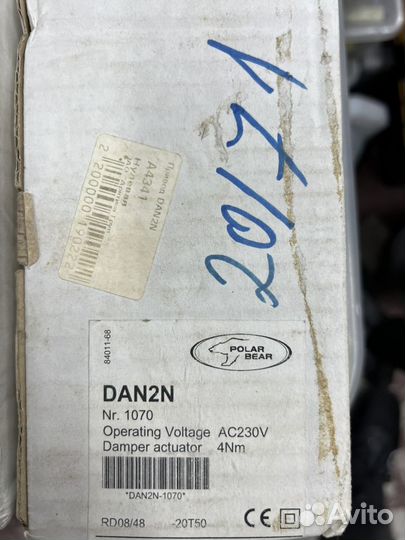 Привод DAN2N
A4341
84011-68
POLAR
BEAR
DAN2N
Nr. 1070
Operating Voltage AC230V
Damper actuator 4Nm
*DAN2N-1070*
RD08/48 -20T50
CE
Avito